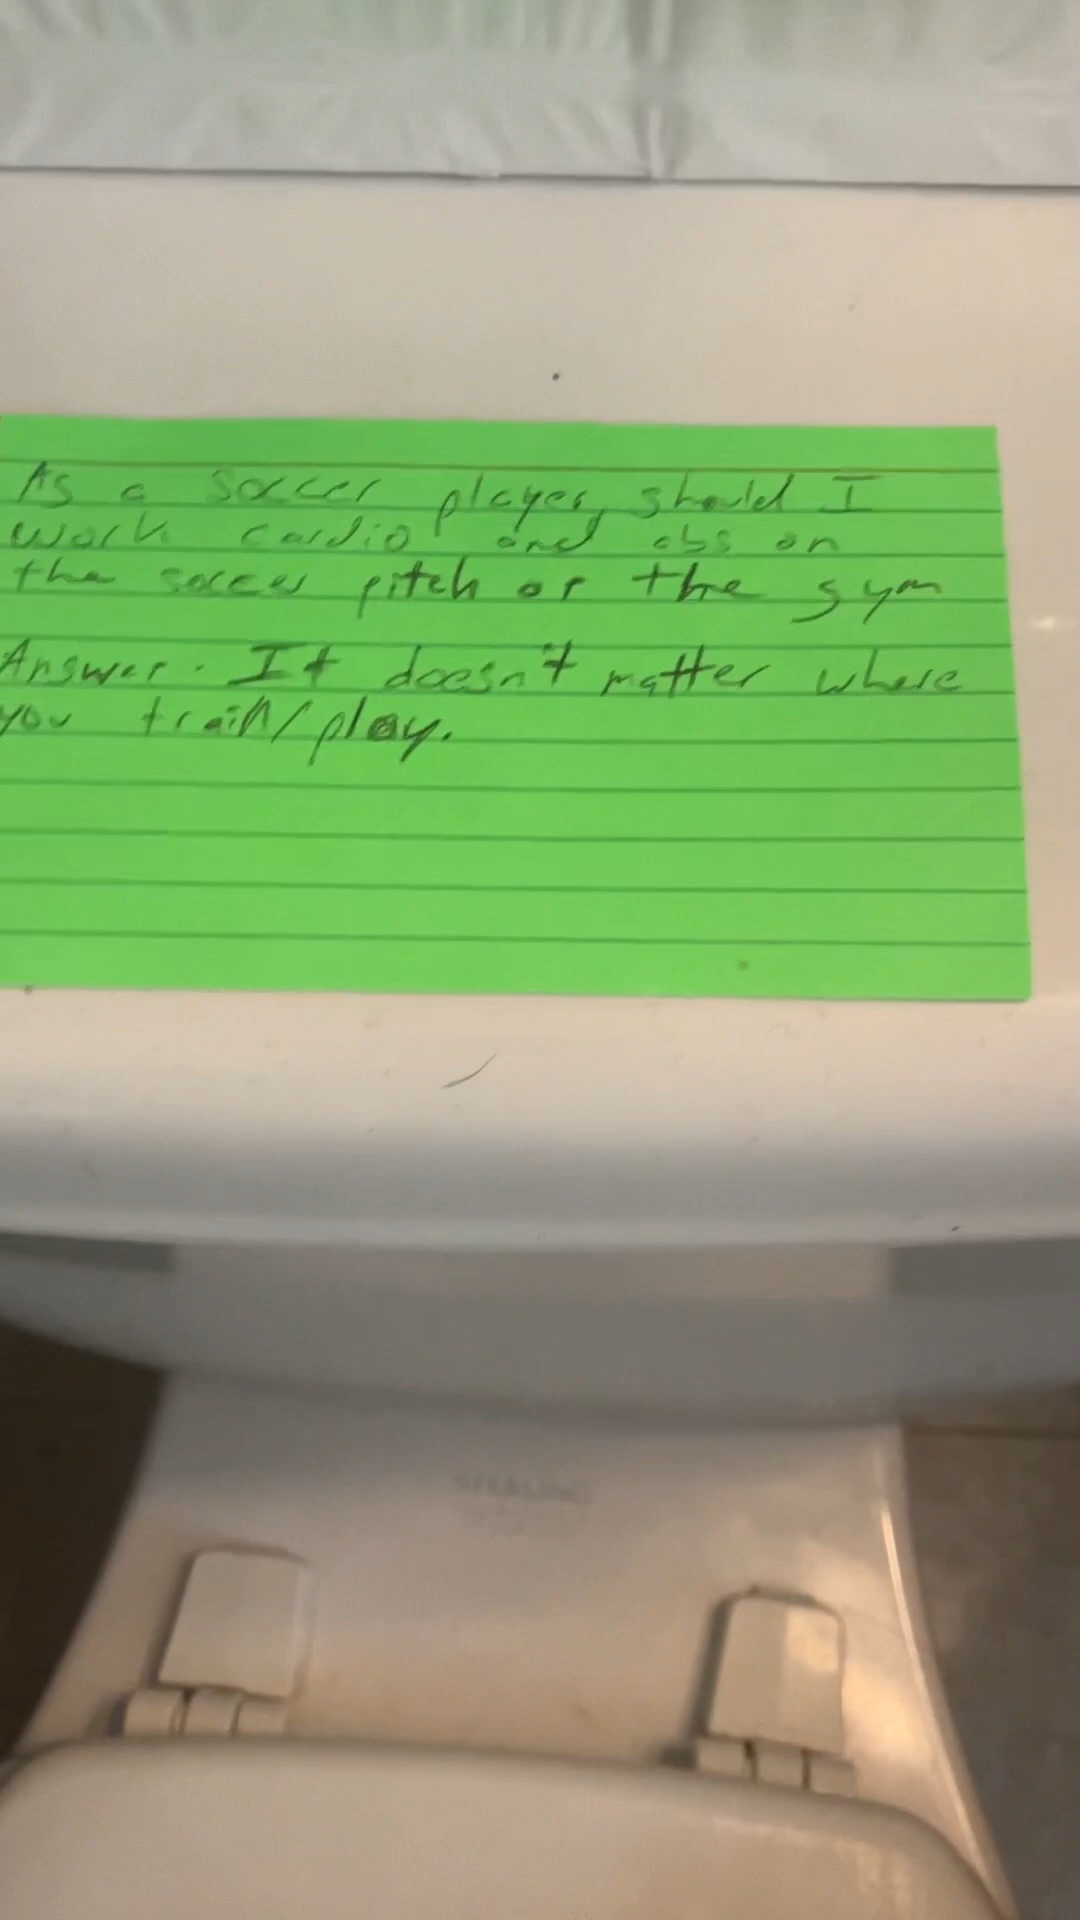 As a soccer player, should I
work cardio and abs on
the soccer pitch or the gym
Answer. It doesn't matter where
you train/play.
STERLING